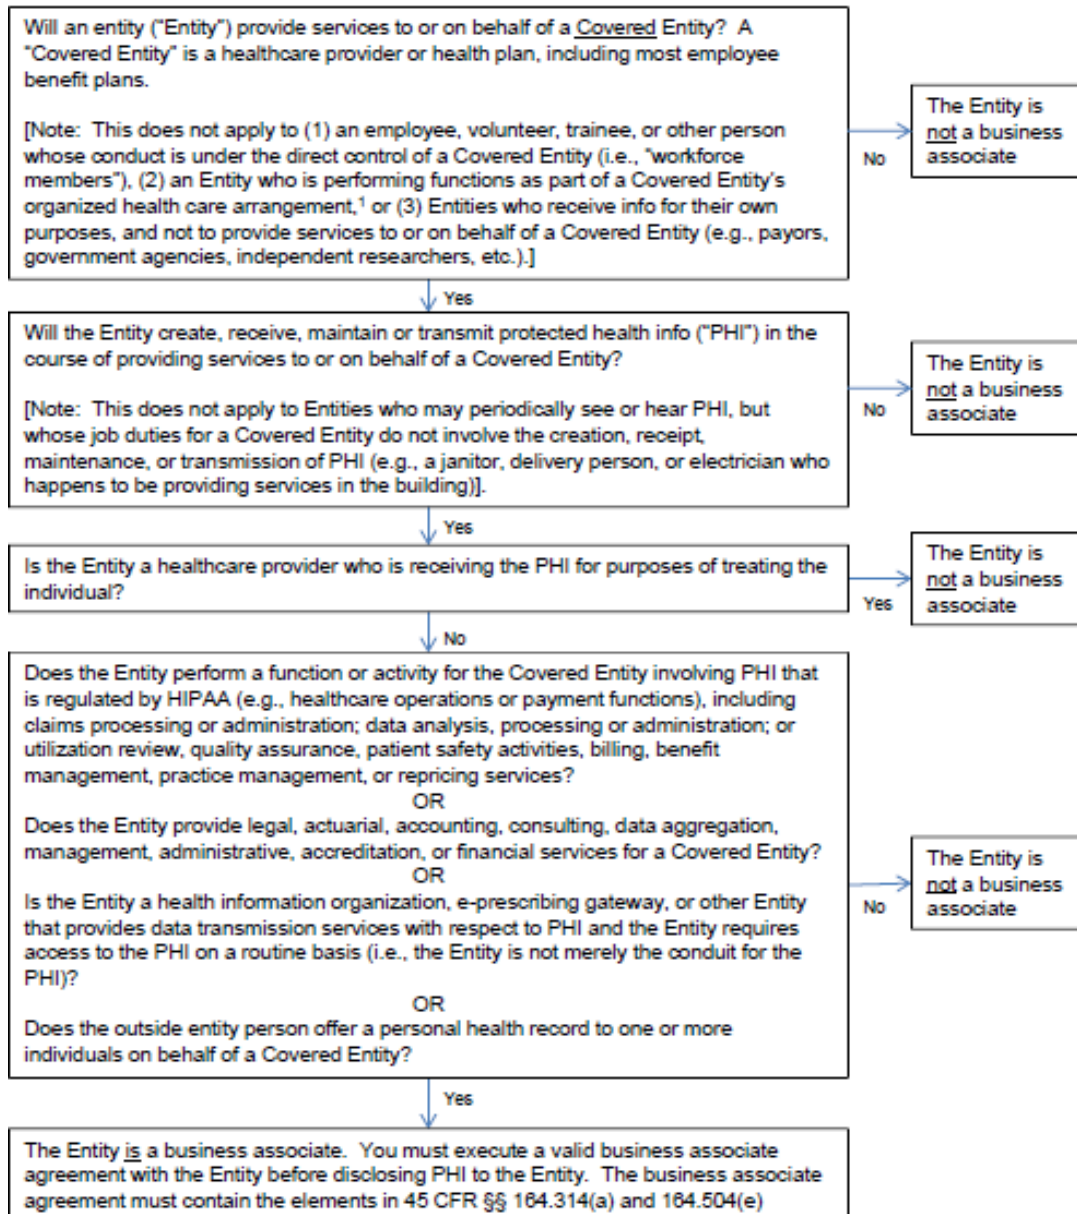 Will an entity ("Entity") provide services to or on behalf of a Covered Entity?  A
"Covered Entity" is a healthcare provider or health plan, including most employee
benefit plans.
[Note:  This does not apply to (1) an employee, volunteer, trainee, or other person
whose conduct is under the direct control of a Covered Entity (i.e., "workforce
members"), (2) an Entity who is performing functions as part of a Covered Entity's
organized health care arrangement,¹ or (3) Entities who receive info for their own
purposes, and not to provide services to or on behalf of a Covered Entity (e.g., payors,
government agencies, independent researchers, etc.).]
No
The Entity is
not a business
associate
Yes
Will the Entity create, receive, maintain or transmit protected health info ("PHI") in the
course of providing services to or on behalf of a Covered Entity?
[Note:  This does not apply to Entities who may periodically see or hear PHI, but
whose job duties for a Covered Entity do not involve the creation, receipt,
maintenance, or transmission of PHI (e.g., a janitor, delivery person, or electrician who
happens to be providing services in the building)].
No
The Entity is
not a business
associate
Yes
Is the Entity a healthcare provider who is receiving the PHI for purposes of treating the
individual?
Yes
The Entity is
not a business
associate
No
Does the Entity perform a function or activity for the Covered Entity involving PHI that
is regulated by HIPAA (e.g., healthcare operations or payment functions), including
claims processing or administration; data analysis, processing or administration; or
utilization review, quality assurance, patient safety activities, billing, benefit
management, practice management, or repricing services?
OR
Does the Entity provide legal, actuarial, accounting, consulting, data aggregation,
management, administrative, accreditation, or financial services for a Covered Entity?
OR
Is the Entity a health information organization, e-prescribing gateway, or other Entity
that provides data transmission services with respect to PHI and the Entity requires
access to the PHI on a routine basis (i.e., the Entity is not merely the conduit for the
PHI)?
OR
Does the outside entity person offer a personal health record to one or more
individuals on behalf of a Covered Entity?
No
The Entity is
not a business
associate
Yes
The Entity is a business associate.  You must execute a valid business associate
agreement with the Entity before disclosing PHI to the Entity.  The business associate
agreement must contain the elements in 45 CFR §§ 164.314(a) and 164.504(e)